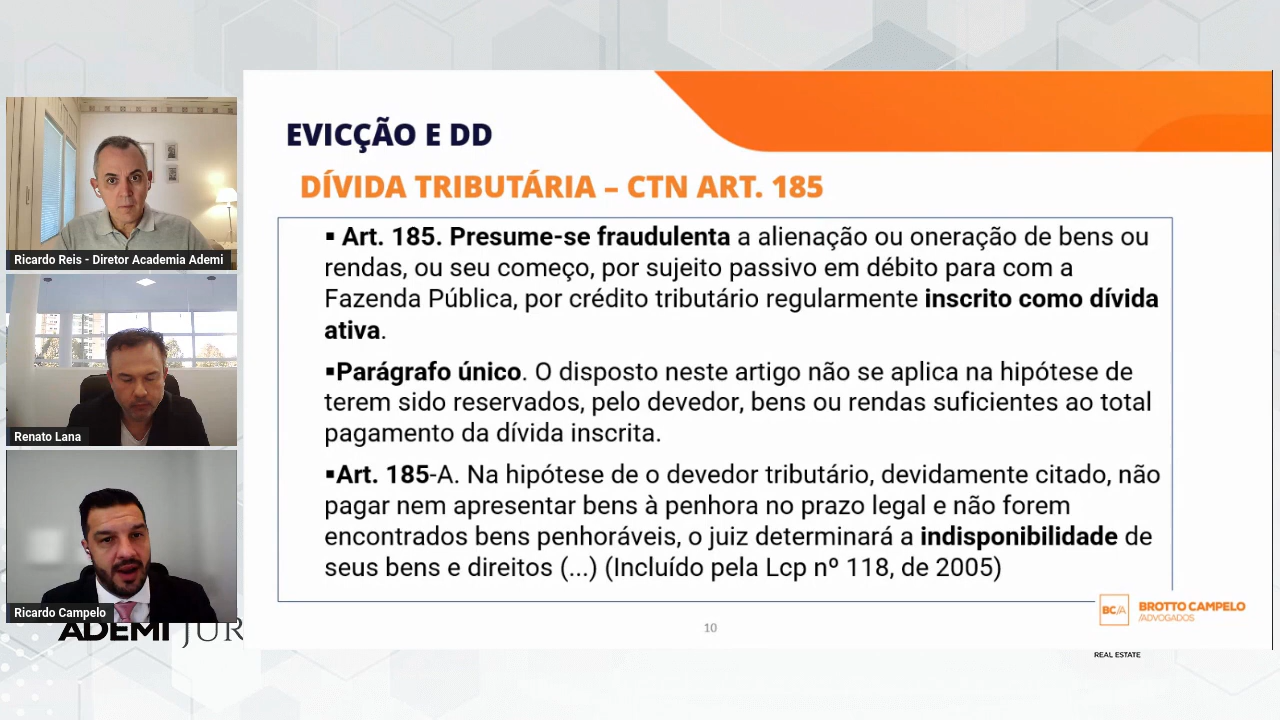 Ricardo Reis - Diretor Academia Ademi
Renato Lana
Ricardo Campelo
ADEMI JUR
EVICÇÃO E DD
DÍVIDA TRIBUTÁRIA – CTN ART. 185
▪ Art. 185. Presume-se fraudulenta a alienação ou oneração de bens ou
rendas, ou seu começo, por sujeito passivo em débito para com a
Fazenda Pública, por crédito tributário regularmente inscrito como dívida
ativa.
▪Parágrafo único. O disposto neste artigo não se aplica na hipótese de
terem sido reservados, pelo devedor, bens ou rendas suficientes ao total
pagamento da dívida inscrita.
▪Art. 185-A. Na hipótese de o devedor tributário, devidamente citado, não
pagar nem apresentar bens à penhora no prazo legal e não forem
encontrados bens penhoráveis, o juiz determinará a indisponibilidade de
seus bens e direitos (...) (Incluído pela Lcp nº 118, de 2005)
10
BC/A
BROTTO CAMPELO
/ADVOGADOS
REAL ESTATE